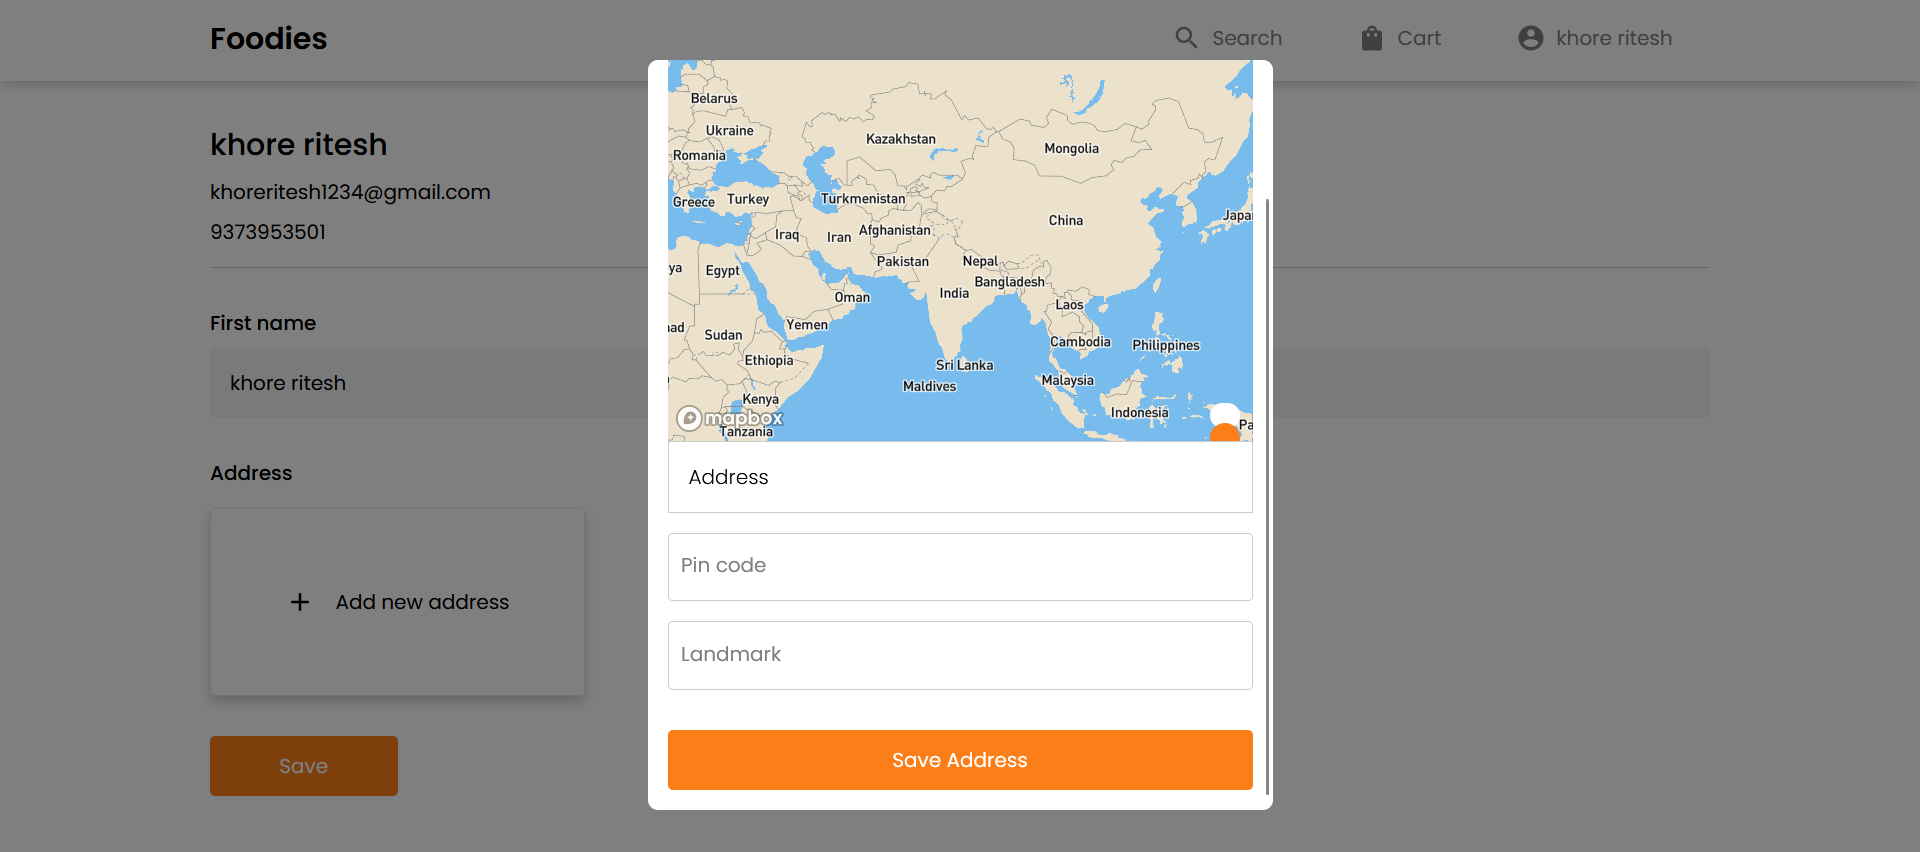 Foodies
Search
Cart
khore ritesh
khore ritesh
khoreritesh1234@gmail.com
9373953501
First name
khore ritesh
Address
Add new address
Save
Belarus
Ukraine
Kazakhstan
Mongolia
Romania
Greece
Turkey
Turkmenistan
China
Japa
Iraq
Iran
Afghanistan
Pakistan
Nepal
ya
Egypt
Bangladesh
India
Oman
Laos
ad
Sudan
Yemen
Cambodia
Philippines
Ethiopia
Sri Lanka
Malaysia
Maldives
Kenya
Indonesia
mapbox
Pa
Tanzania
Address
Pin code
Landmark
Save Address